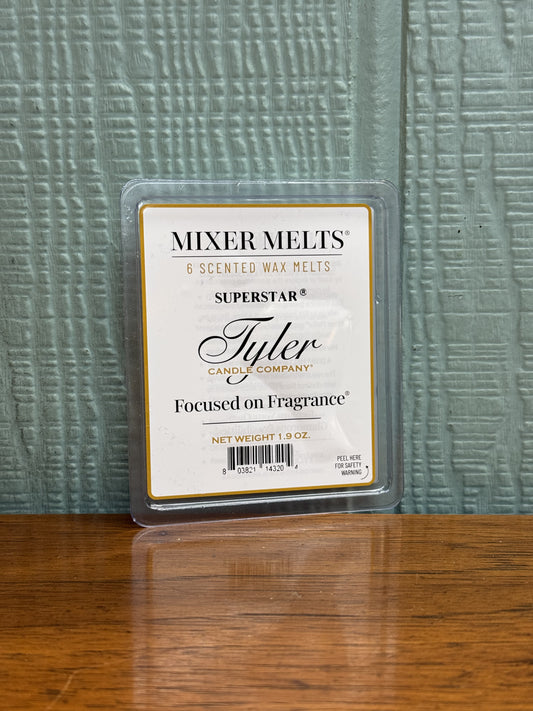 MIXER MELTS®
6 SCENTED WAX MELTS
SUPERSTAR®
Tyler
CANDLE COMPANY®
Focused on Fragrance®
NET WEIGHT 1.9 OZ.
8 03821 14320 4
PEEL HERE
FOR SAFETY
WARNING